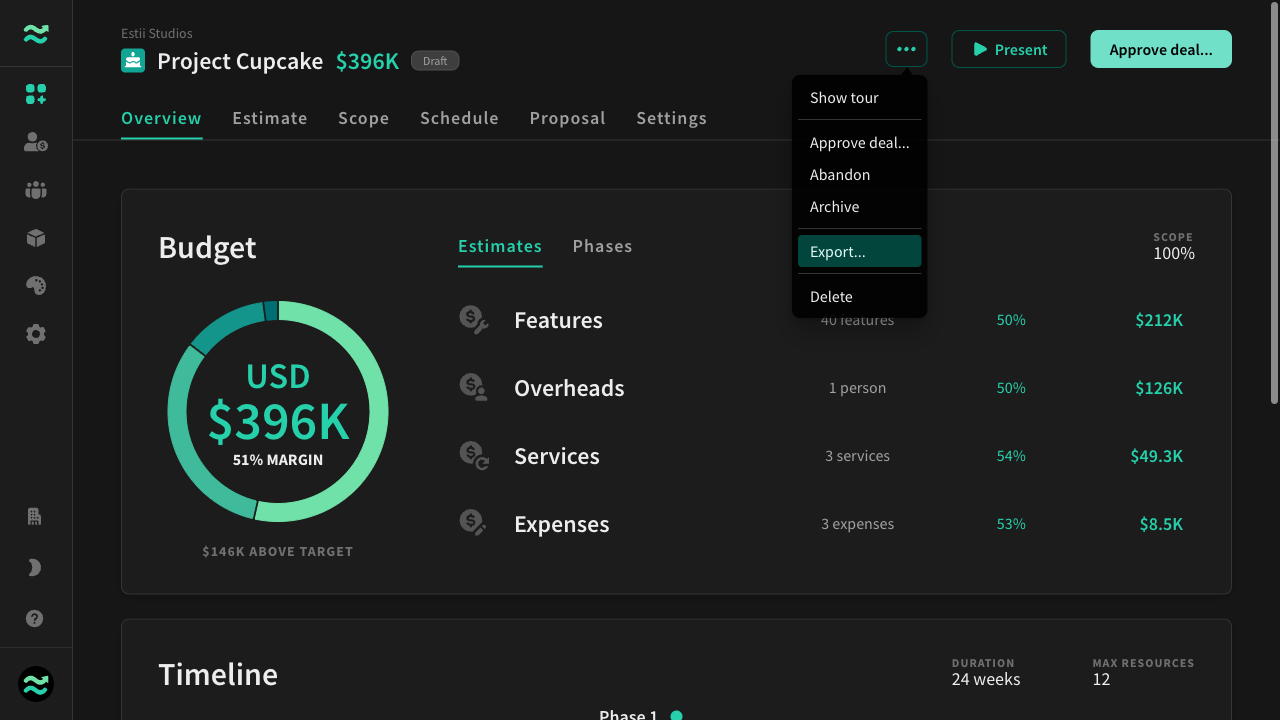 Estii Studios
Project Cupcake $396K Draft
Present
Approve deal...
Overview Estimate Scope Schedule Proposal Settings
Show tour
Approve deal...
Abandon
Archive
Export...
Delete
Budget
Estimates Phases
SCOPE
100%
USD
$396K
51% MARGIN
$146K ABOVE TARGET
Features 40 features 50% $212K
Overheads 1 person 50% $126K
Services 3 services 54% $49.3K
Expenses 3 expenses 53% $8.5K
Timeline
DURATION
24 weeks
MAX RESOURCES
12
Phase 1